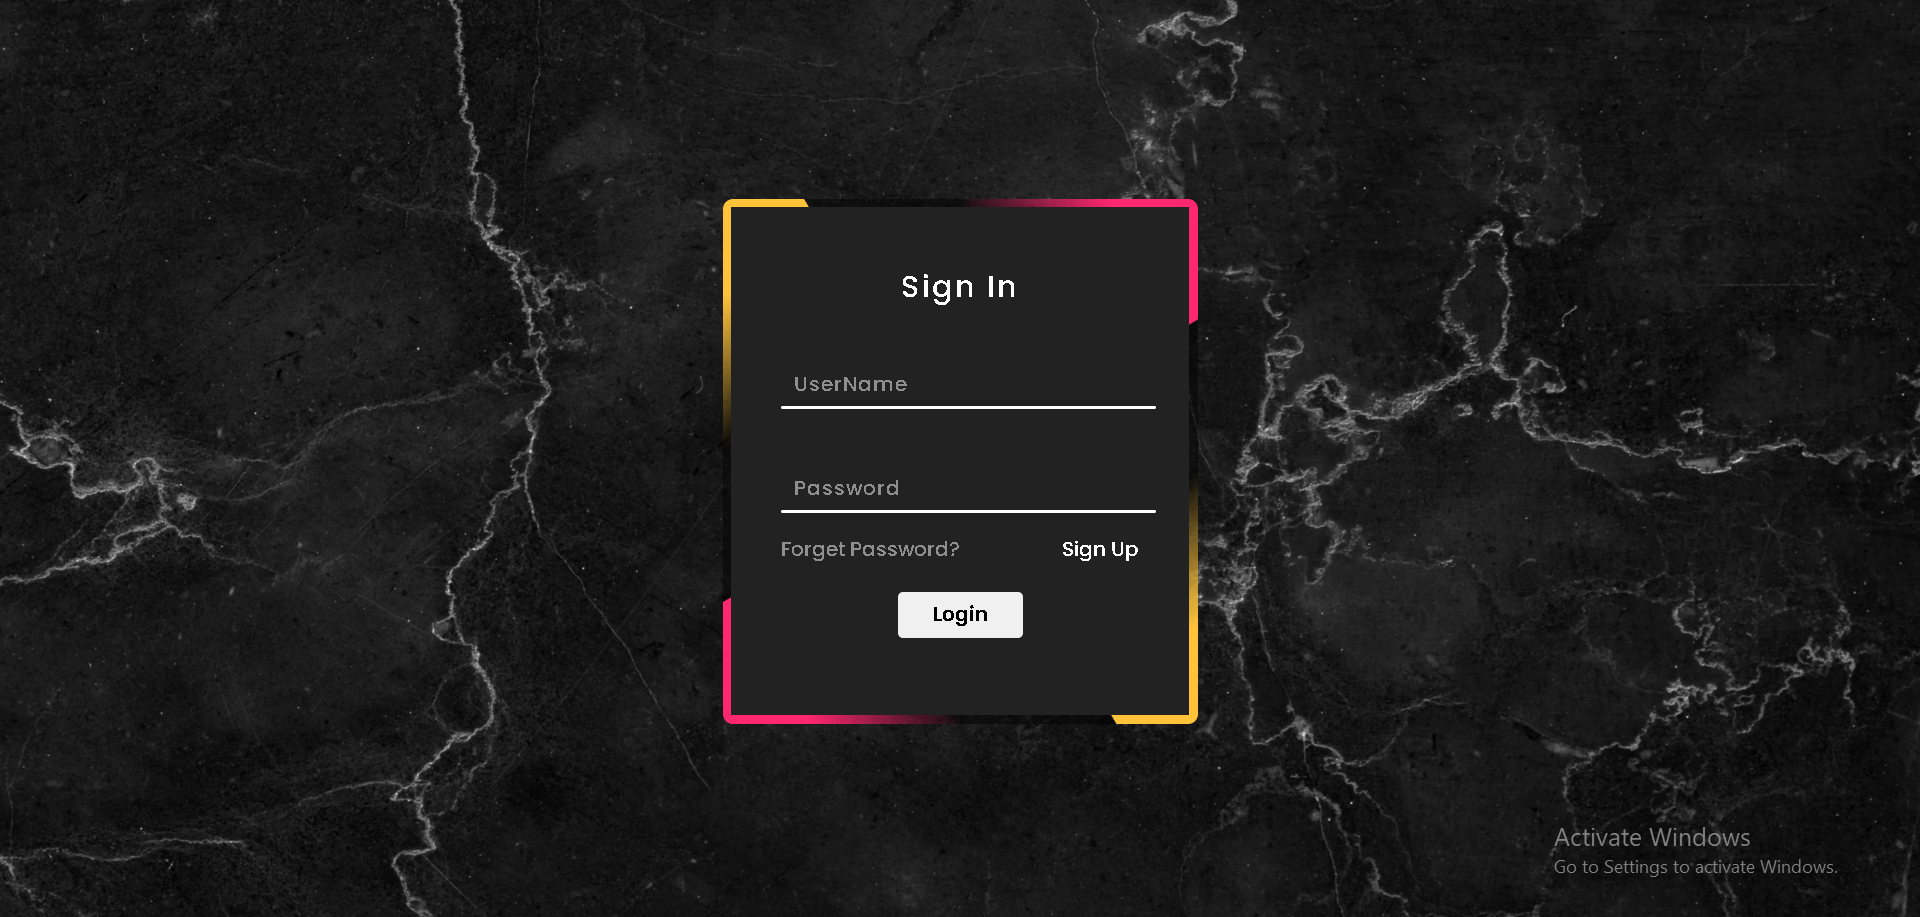 Sign In
UserName
Password
Forget Password? Sign Up
Login
Activate Windows
Go to Settings to activate Windows.